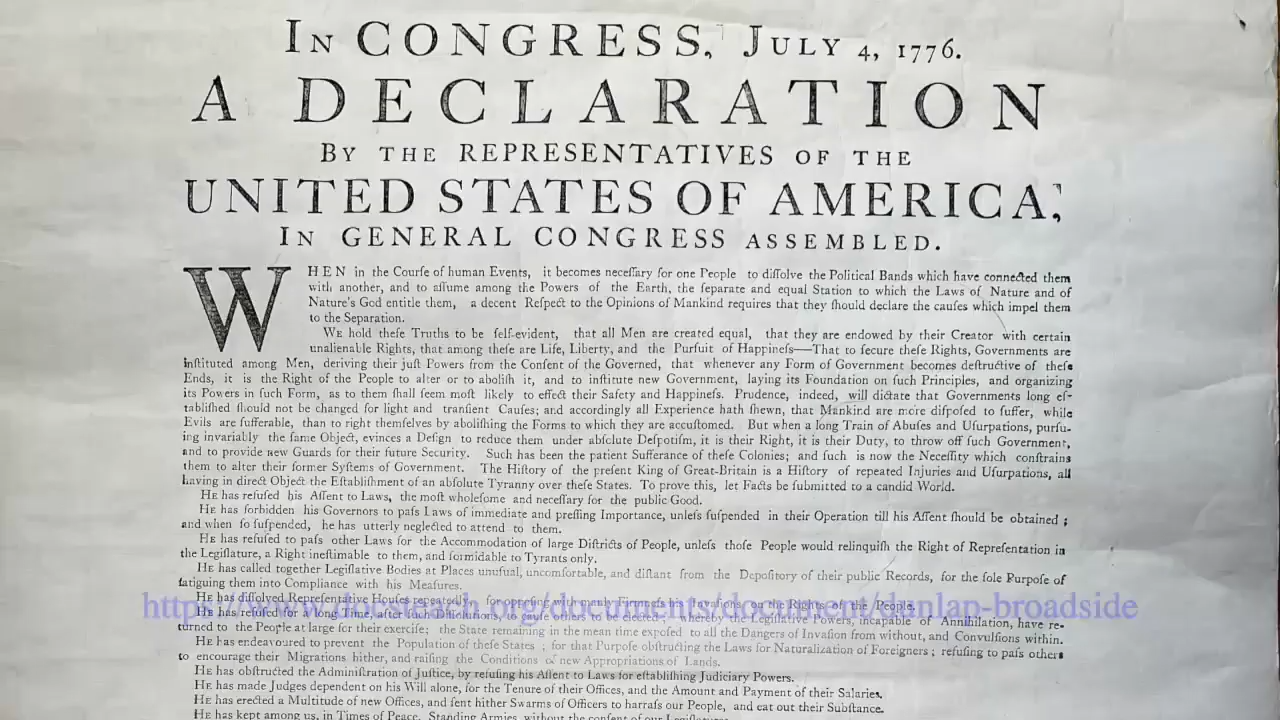 In CONGRESS, July 4, 1776.
A DECLARATION
By the REPRESENTATIVES of the
UNITED STATES OF AMERICA,
In GENERAL CONGRESS assembled.
WHEN in the Courſe of human Events, it becomes neceſſary for one People to diſſolve the Political Bands which have connected them
with another, and to aſſume among the Powers of the Earth, the ſeparate and equal Station to which the Laws of Nature and of
Nature's God entitle them, a decent Reſpect to the Opinions of Mankind requires that they ſhould declare the cauſes which impel them
to the Separation.
We hold theſe Truths to be ſelf-evident, that all Men are created equal, that they are endowed by their Creator with certain
unalienable Rights, that among theſe are Life, Liberty, and the Purſuit of Happineſs——That to ſecure theſe Rights, Governments are
inſtituted among Men, deriving their juſt Powers from the Conſent of the Governed, that whenever any Form of Government becomes deſtructive of theſe
Ends, it is the Right of the People to alter or to aboliſh it, and to inſtitute new Government, laying its Foundation on ſuch Principles, and organizing
its Powers in ſuch Form, as to them ſhall ſeem moſt likely to effect their Safety and Happineſs. Prudence, indeed, will dictate that Governments long eſ-
tabliſhed ſhould not be changed for light and tranſient Cauſes; and accordingly all Experience hath ſhewn, that Mankind are more diſpoſed to ſuffer, while
Evils are ſufferable, than to right themſelves by aboliſhing the Forms to which they are accuſtomed. But when a long Train of Abuſes and Uſurpations, purſu-
ing invariably the ſame Object, evinces a Deſign to reduce them under abſolute Deſpotiſm, it is their Right, it is their Duty, to throw off ſuch Government,
and to provide new Guards for their future Security. Such has been the patient Sufferance of theſe Colonies; and ſuch is now the Neceſſity which conſtrains
them to alter their former Syſtems of Government. The Hiſtory of the preſent King of Great-Britain is a Hiſtory of repeated Injuries and Uſurpations, all
having in direct Object the Eſtabliſhment of an abſolute Tyranny over theſe States. To prove this, let Facts be ſubmitted to a candid World.
He has refuſed his Aſſent to Laws, the moſt wholeſome and neceſſary for the public Good.
He has forbidden his Governors to paſs Laws of immediate and preſſing Importance, unleſs ſuſpended in their Operation till his Aſſent ſhould be obtained;
and when ſo ſuſpended, he has utterly neglected to attend to them.
He has refuſed to paſs other Laws for the Accommodation of large Diſtricts of People, unleſs thoſe People would relinquiſh the Right of Repreſentation in
the Legiſlature, a Right ineſtimable to them, and formidable to Tyrants only.
He has called together Legiſlative Bodies at Places unuſual, uncomfortable, and diſtant from the Depoſitory of their public Records, for the ſole Purpoſe of
fatiguing them into Compliance with his Meaſures.
He has diſſolved Repreſentative Houſes repeatedly, for oppoſing with manly Firmneſs his Invaſions on the Rights of the People.
https://www.docsteach.org/documents/document/dunlap-broadside
He has refuſed for a long Time, after ſuch Diſſolutions, to cauſe others to be elected; thereby the Legiſlative Powers, incapable of Annihilation, have re-
turned to the People at large for their exerciſe; the State remaining in the mean time expoſed to all the Dangers of Invaſion from without, and Convulſions within.
He has endeavoured to prevent the Population of theſe States; for that Purpoſe obſtructing the Laws for Naturalization of Foreigners; refuſing to paſs others
to encourage their Migrations hither, and raiſing the Conditions of new Appropriations of Lands.
He has obſtructed the Adminiſtration of Juſtice, by refuſing his Aſſent to Laws for eſtabliſhing Judiciary Powers.
He has made Judges dependent on his Will alone, for the Tenure of their Offices, and the Amount and Payment of their Salaries.
He has erected a Multitude of new Offices, and ſent hither Swarms of Officers to harraſs our People, and eat out their Subſtance.
He has kept among us, in Times of Peace, Standing Armies, without the conſent of our Legiſlatures.